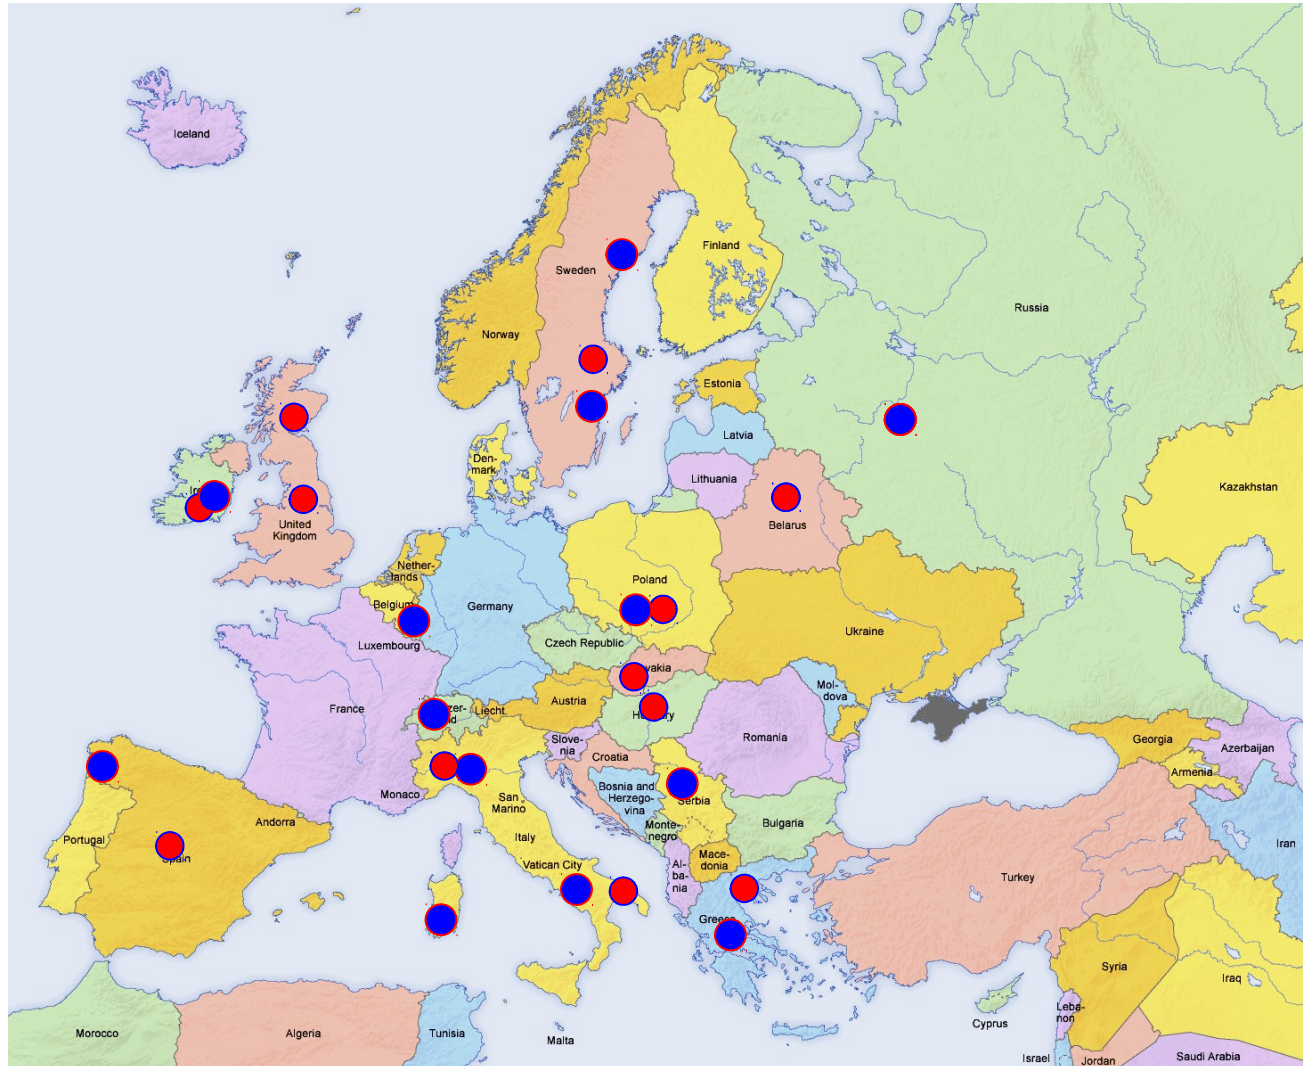 Iceland
Finland
Sweden
Russia
Norway
Estonia
Latvia
Den-
mark
Lithuania
Kazakhstan
Belarus
United
Kingdom
Nether-
lands
Poland
Belgium
Germany
Ukraine
Czech Republic
Luxembourg
Mol-
dova
Austria
France
Liecht.
Romania
Slove-
nia
Georgia
Azerbaijan
Croatia
Armenia
Bosnia and
Herzego-
vina
Monaco
San
Marino
Serbia
Andorra
Bulgaria
Monte-
negro
Portugal
Italy
Iran
Mace-
donia
Spain
Vatican City
Al-
ba-
nia
Turkey
Greece
Syria
Iraq
Leba-
non
Cyprus
Morocco
Algeria
Tunisia
Malta
Israel
Jordan
Saudi Arabia